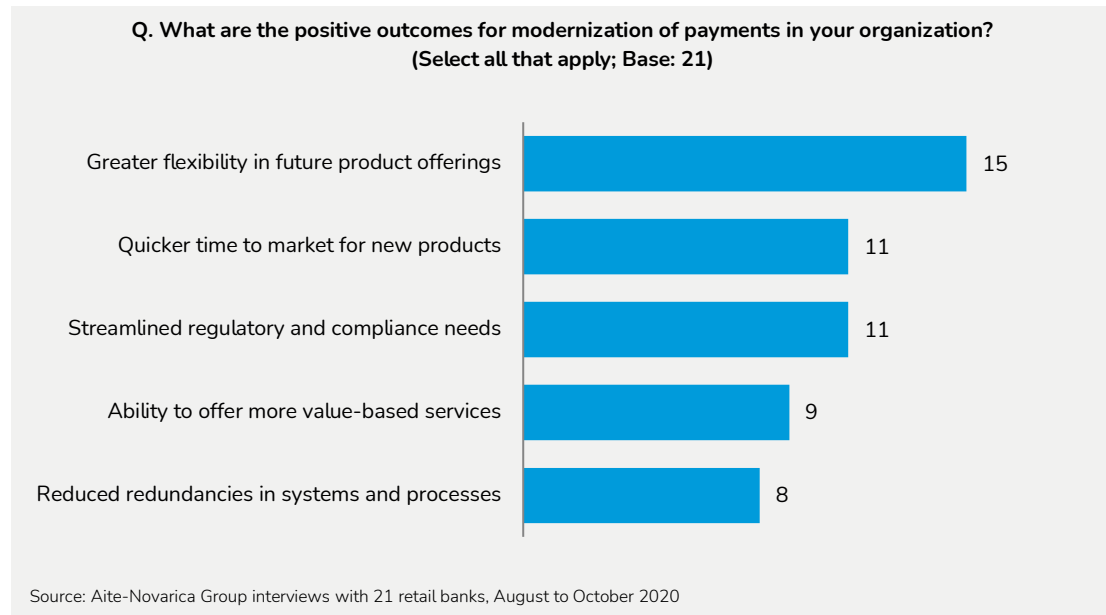 Q. What are the positive outcomes for modernization of payments in your organization?
(Select all that apply; Base: 21)
Greater flexibility in future product offerings 15
Quicker time to market for new products 11
Streamlined regulatory and compliance needs 11
Ability to offer more value-based services 9
Reduced redundancies in systems and processes 8
Source: Aite-Novarica Group interviews with 21 retail banks, August to October 2020